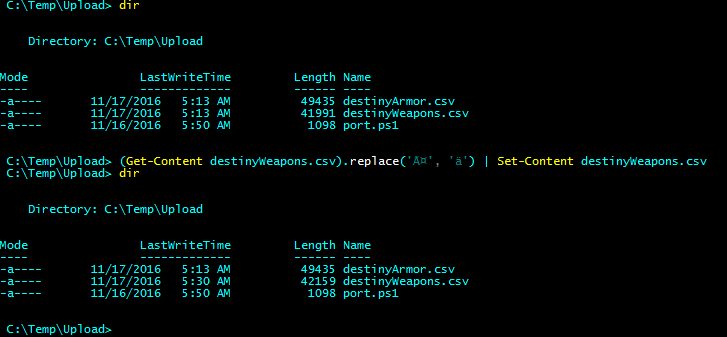 C:\Temp\Upload> dir
Directory: C:\Temp\Upload
Mode LastWriteTime Length Name
---- ------------- ------ ----
-a---- 11/17/2016 5:13 AM 49435 destinyArmor.csv
-a---- 11/17/2016 5:13 AM 41991 destinyWeapons.csv
-a---- 11/16/2016 5:50 AM 1098 port.ps1
C:\Temp\Upload> (Get-Content destinyWeapons.csv).replace('Ã¤', 'ä') | Set-Content destinyWeapons.csv
C:\Temp\Upload> dir
Directory: C:\Temp\Upload
Mode LastWriteTime Length Name
---- ------------- ------ ----
-a---- 11/17/2016 5:13 AM 49435 destinyArmor.csv
-a---- 11/17/2016 5:30 AM 42159 destinyWeapons.csv
-a---- 11/16/2016 5:50 AM 1098 port.ps1
C:\Temp\Upload>